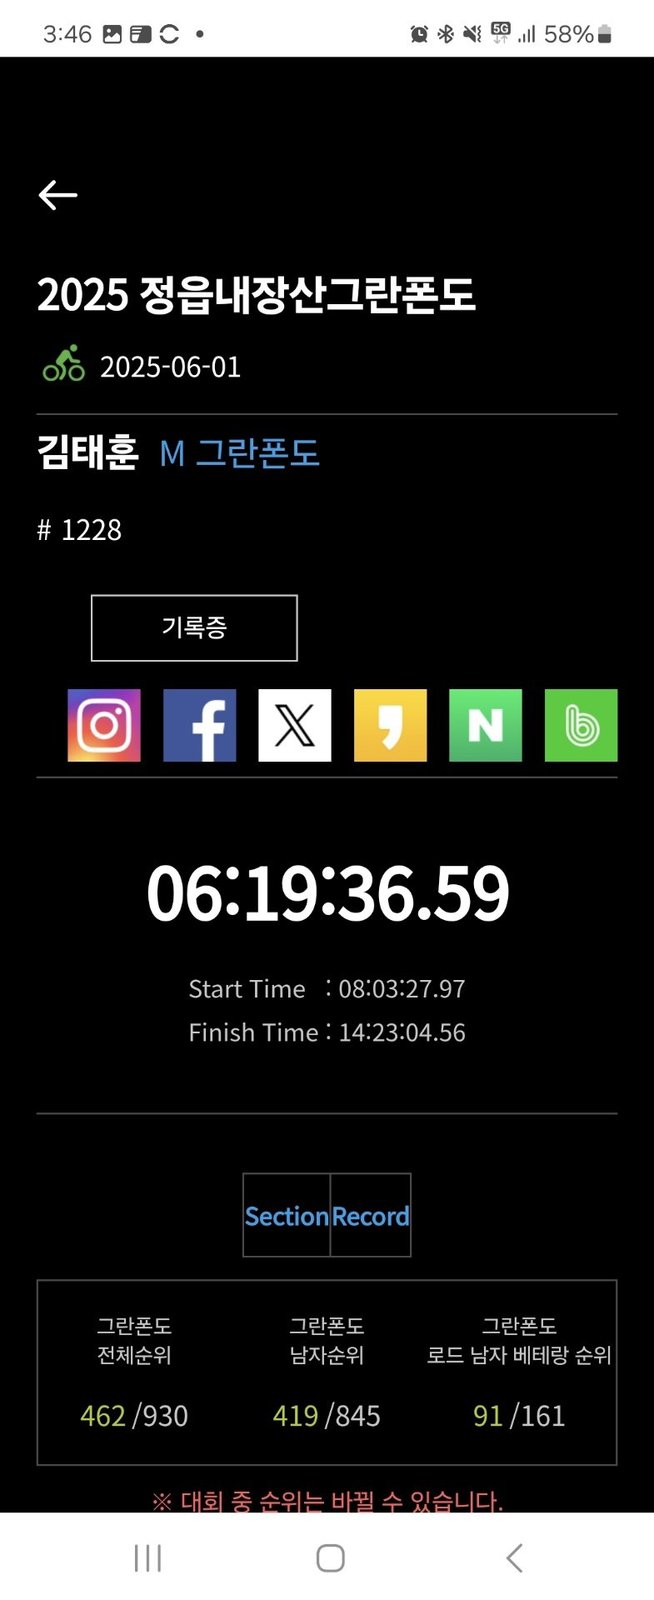 3:46
5G 58%
2025 정읍내장산그란폰도
2025-06-01
김태훈 M 그란폰도
# 1228
기록증
N
06:19:36.59
Start Time : 08:03:27.97
Finish Time : 14:23:04.56
Section Record
그란폰도 그란폰도 그란폰도
전체순위 남자순위 로드 남자 베테랑 순위
462 /930 419 /845 91 /161
※ 대회 중 순위는 바뀔 수 있습니다.